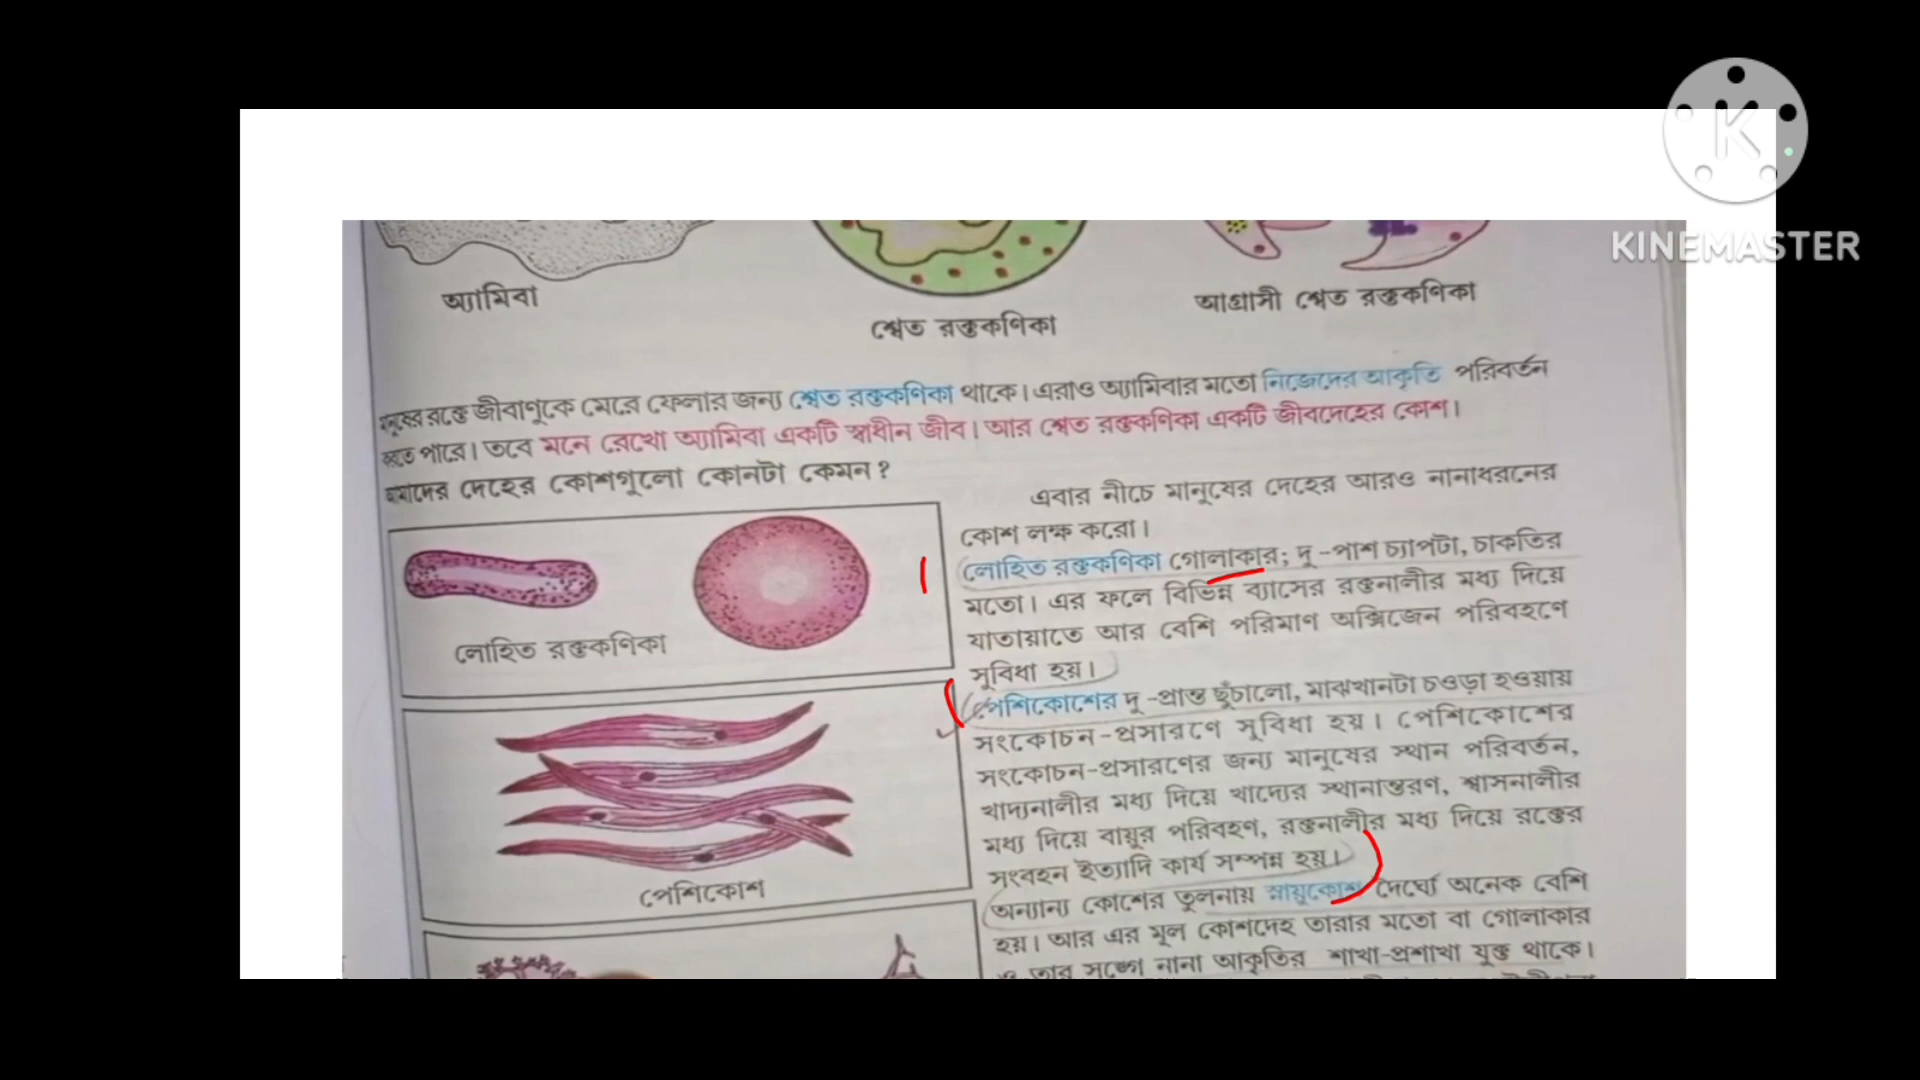 KINEMASTER
অ্যামিবা
শ্বেত রক্তকণিকা
আগ্রাসী শ্বেত রক্তকণিকা
রক্তে জীবাণুকে মেরে ফেলার জন্য শ্বেত রক্তকণিকা থাকে। এরাও অ্যামিবার মতো নিজেদের আকৃতি পরিবর্তন
পারে। তবে মনে রেখো অ্যামিবা একটি স্বাধীন জীব। আর শ্বেত রক্তকণিকা একটি জীবদেহের কোশ।
দেহের কোশগুলো কোনটা কেমন?
এবার নীচে মানুষের দেহের আরও নানাধরনের
কোশ লক্ষ করো।
লোহিত রক্তকণিকা গোলাকার; দু -পাশ চ্যাপটা, চাকতির
মতো। এর ফলে বিভিন্ন ব্যাসের রক্তনালীর মধ্য দিয়ে
যাতায়াতে আর বেশি পরিমাণ অক্সিজেন পরিবহণে
সুবিধা হয়।
লোহিত রক্তকণিকা
পেশিকোশের দু -প্রান্ত ছুঁচালো, মাঝখানটা চওড়া হওয়ায়
সংকোচন-প্রসারণে সুবিধা হয়। পেশিকোশের
সংকোচন-প্রসারণের জন্য মানুষের স্থান পরিবর্তন,
খাদ্যনালীর মধ্য দিয়ে খাদ্যের স্থানান্তরণ, শ্বাসনালীর
মধ্য দিয়ে বায়ুর পরিবহণ, রক্তনালীর মধ্য দিয়ে রক্তের
সংবহন ইত্যাদি কার্য সম্পন্ন হয়।
পেশিকোশ
অন্যান্য কোশের তুলনায় স্নায়ুকোশ দৈর্ঘ্যে অনেক বেশি
হয়। আর এর মূল কোশদেহ তারার মতো বা গোলাকার
ও তার সঙ্গে নানা আকৃতির শাখা-প্রশাখা যুক্ত থাকে।